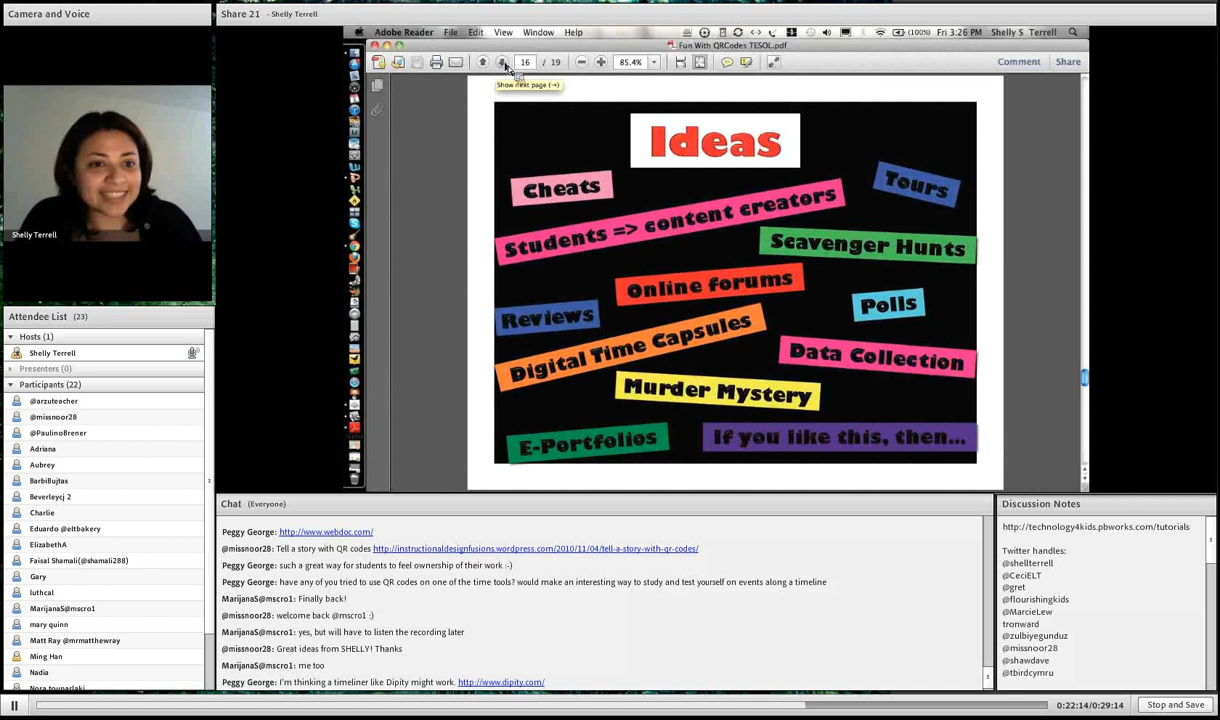 Camera and Voice
Shelly Terrell
Attendee List (23)
Hosts (1)
Shelly Terrell
Presenters (0)
Participants (22)
@arzuteacher
@missnoor28
@PaulinoBrener
Adriana
Aubrey
BarbiBujtas
Beverleycj 2
Charlie
Eduardo @eltbakery
ElizabethA
Faisal Shamali(@shamali288)
Gary
luthcal
MarijanaS@mscro1
mary quinn
Matt Ray @mrmatthewray
Ming Han
Nadia
Nora touparlaki
Share 21 - Shelly Terrell
Adobe Reader File Edit View Window Help
(100%) Fri 3:26 PM Shelly S Terrell
Fun With QRCodes TESOL.pdf
16 / 19 85.4% Comment Share
Show next page (→)
Ideas
Cheats
Tours
Students => content creators
Scavenger Hunts
Online forums
Reviews
Polls
Digital Time Capsules
Data Collection
Murder Mystery
E-Portfolios
If you like this, then...
Chat (Everyone)
Peggy George: http://www.webdoc.com/
@missnoor28: Tell a story with QR codes http://instructionaldesignfusions.wordpress.com/2010/11/04/tell-a-story-with-qr-codes/
Peggy George: such a great way for students to feel ownership of their work :-)
Peggy George: have any of you tried to use QR codes on one of the time tools? would make an interesting way to study and test yourself on events along a timeline
MarijanaS@mscro1: Finally back!
@missnoor28: welcome back @mscro1 :)
MarijanaS@mscro1: yes, but will have to listen the recording later
@missnoor28: Great ideas from SHELLY! Thanks
MarijanaS@mscro1: me too
Peggy George: I'm thinking a timeliner like Dipity might work. http://www.dipity.com/
Discussion Notes
http://technology4kids.pbworks.com/tutorials
Twitter handles:
@shellterrell
@CeciELT
@gret
@flourishingkids
@MarcieLew
tronward
@zulbiyegunduz
@missnoor28
@shawdave
@tbirdcymru
0:22:14/0:29:14
Stop and Save